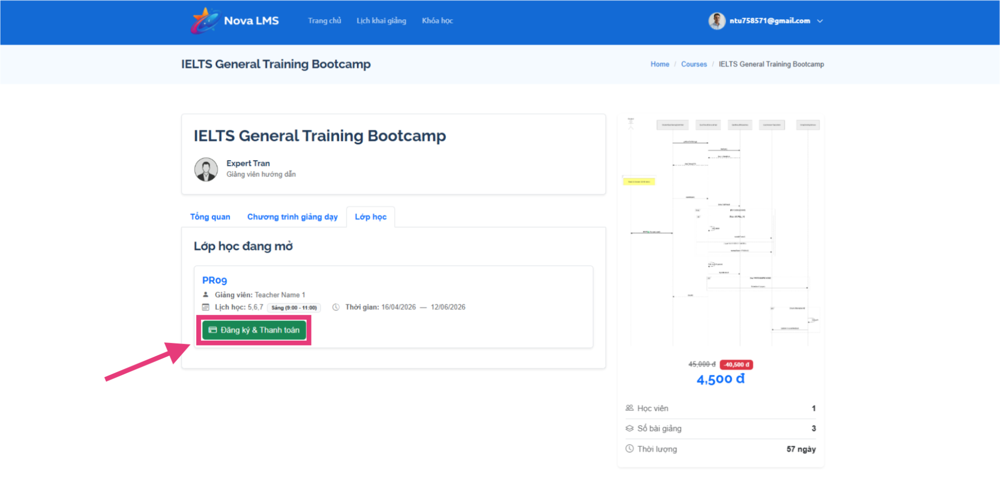 Nova LMS
Trang chủ
Lịch khai giảng
Khóa học
ntu758571@gmail.com
IELTS General Training Bootcamp
Home / Courses / IELTS General Training Bootcamp
IELTS General Training Bootcamp
Expert Tran
Giảng viên hướng dẫn
Tổng quan
Chương trình giảng dạy
Lớp học
Lớp học đang mở
PR09
Giảng viên: Teacher Name 1
Lịch học: 5,6,7 Sáng (9:00 - 11:00) Thời gian: 16/04/2026 — 12/06/2026
Đăng ký & Thanh toán
45,000 đ -40,500 đ
4,500 đ
Học viên 1
Số bài giảng 3
Thời lượng 57 ngày